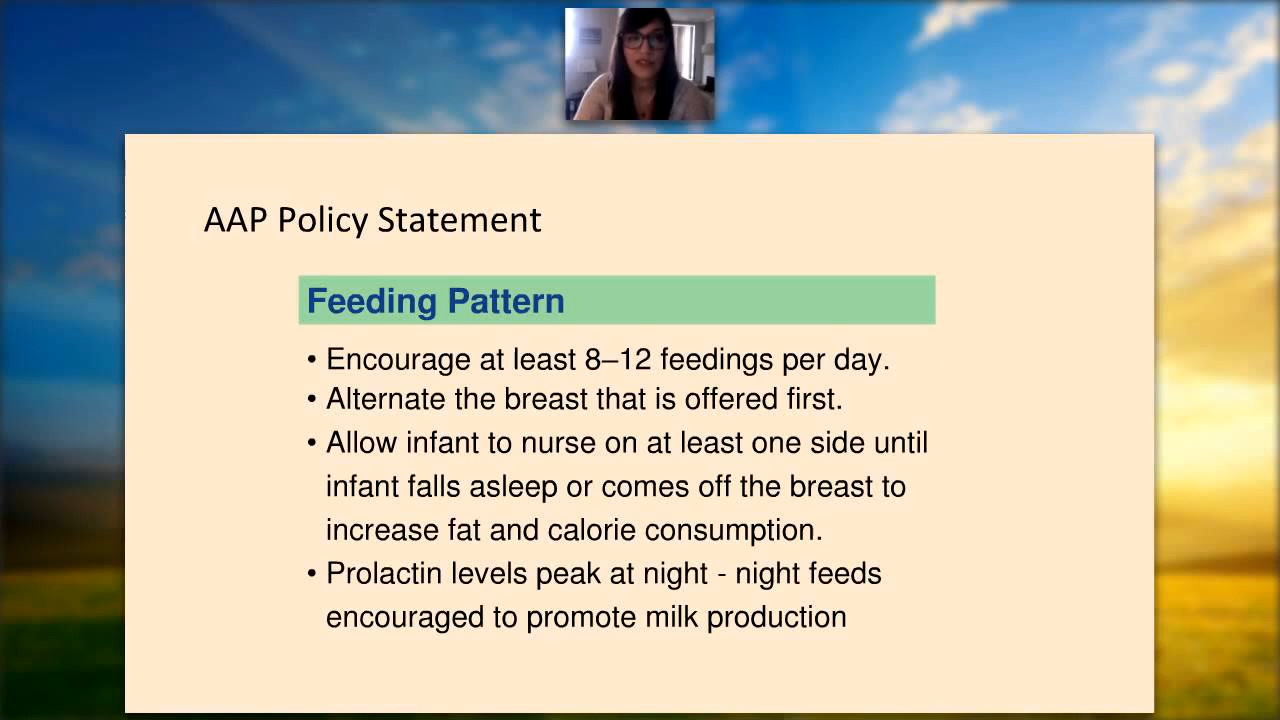 AAP Policy Statement
Feeding Pattern
• Encourage at least 8–12 feedings per day.
• Alternate the breast that is offered first.
• Allow infant to nurse on at least one side until
infant falls asleep or comes off the breast to
increase fat and calorie consumption.
• Prolactin levels peak at night - night feeds
encouraged to promote milk production